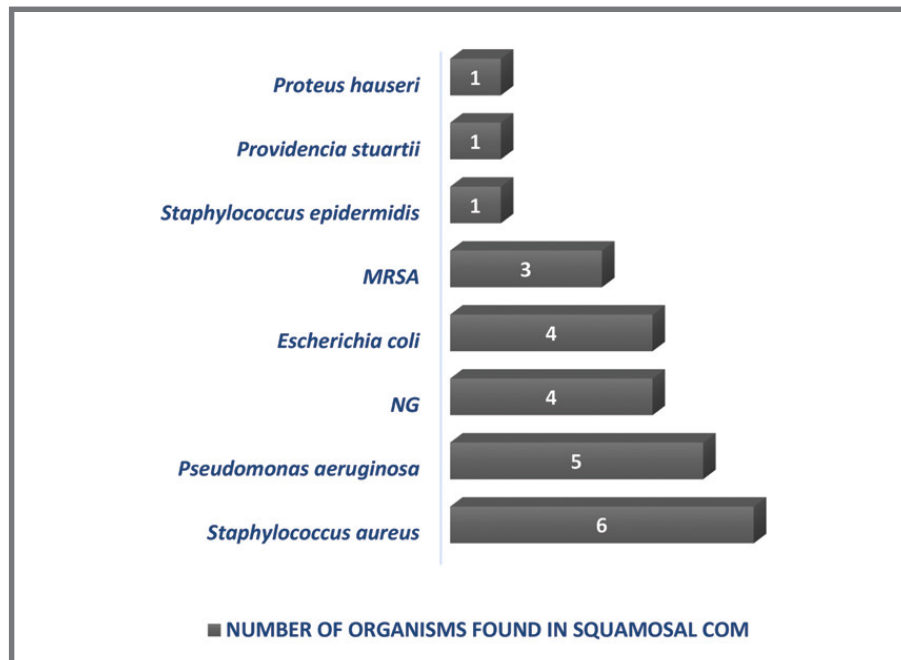 Proteus hauseri 1
Providencia stuartii 1
Staphylococcus epidermidis 1
MRSA 3
Escherichia coli 4
NG 4
Pseudomonas aeruginosa 5
Staphylococcus aureus 6
NUMBER OF ORGANISMS FOUND IN SQUAMOSAL COM